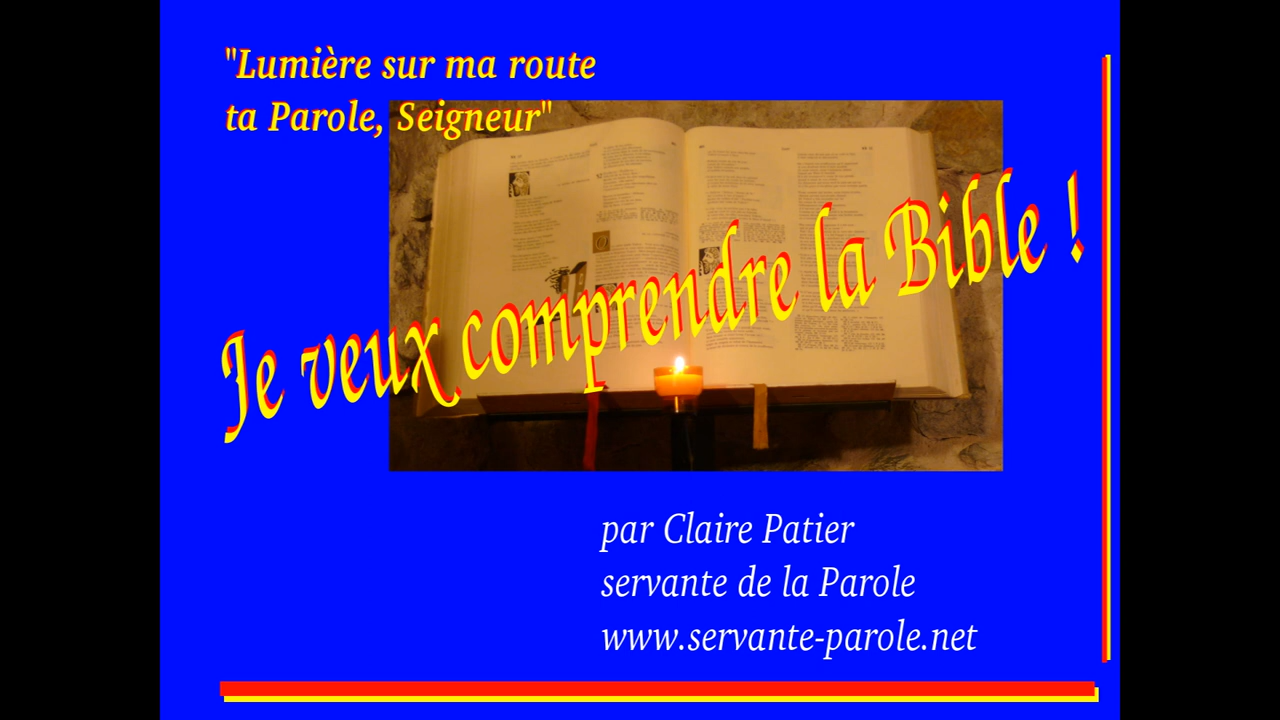 "Lumière sur ma route
ta Parole, Seigneur"
Je veux comprendre la Bible !
par Claire Patier
servante de la Parole
www.servante-parole.net